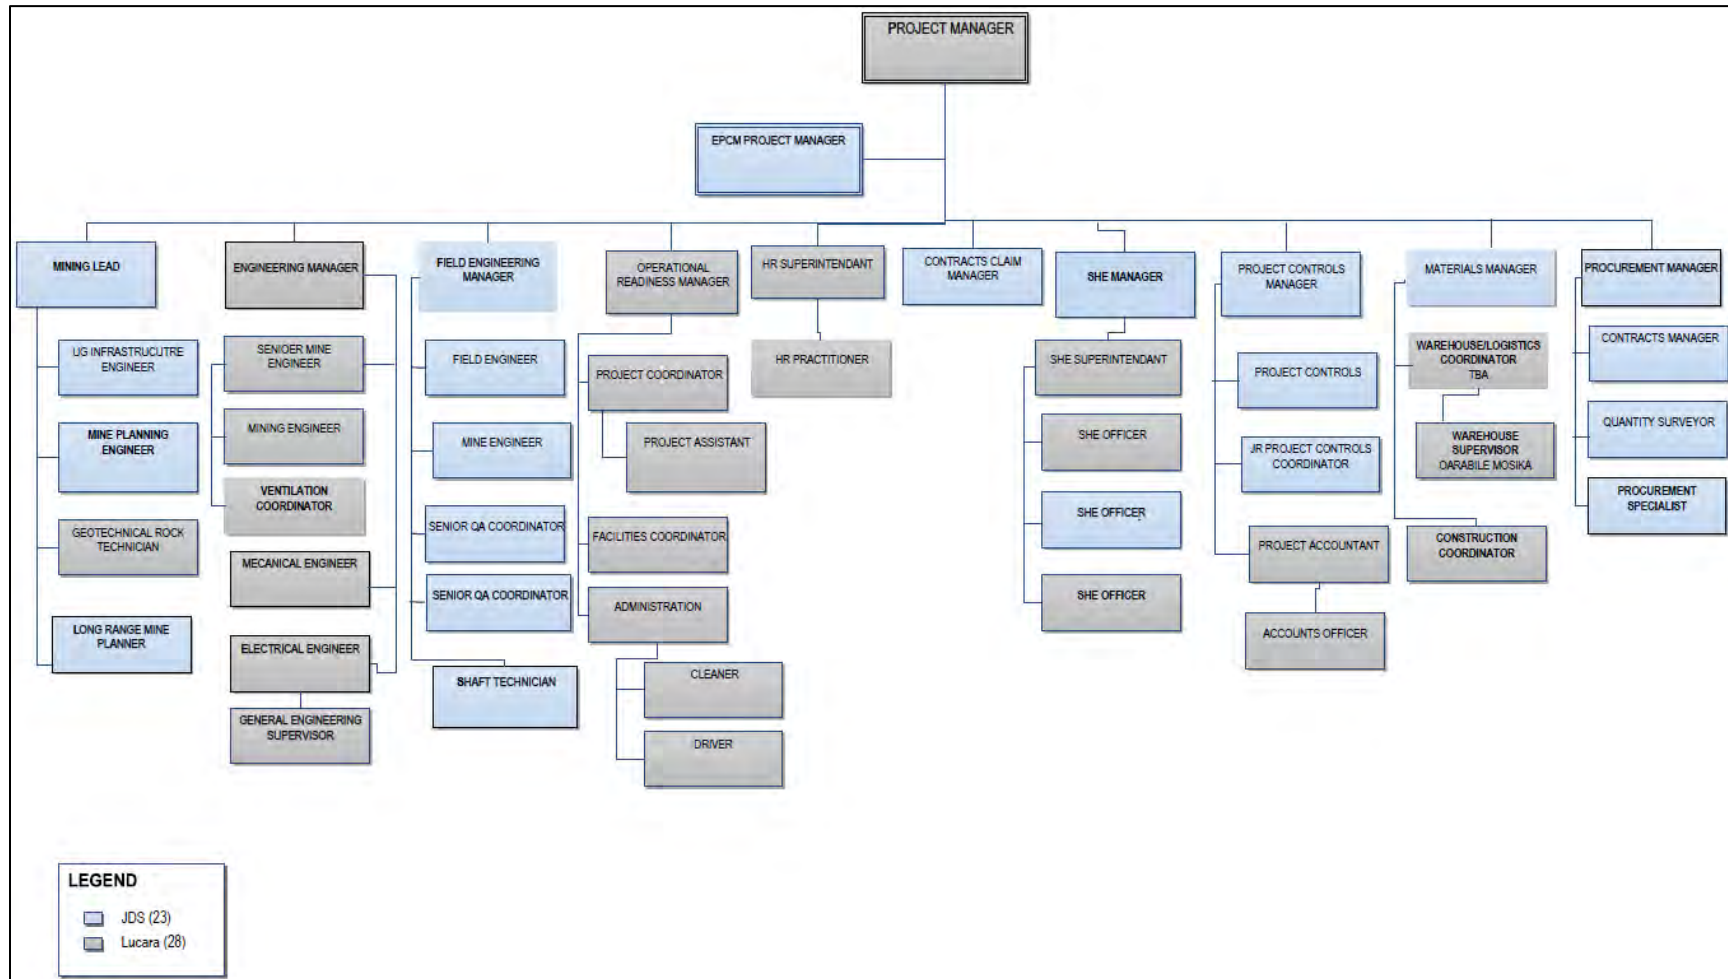 PROJECT MANAGER
EPCM PROJECT MANAGER
MINING LEAD
UG INFRASTRUCUTRE
ENGINEER
MINE PLANNING
ENGINEER
GEOTECHNICAL ROCK
TECHNICIAN
LONG RANGE MINE
PLANNER
ENGINEERING MANAGER
SENIOER MINE
ENGINEER
MINING ENGINEER
VENTILATION
COORDINATOR
MECANICAL ENGINEER
ELECTRICAL ENGINEER
GENERAL ENGINEERING
SUPERVISOR
FIELD ENGINEERING
MANAGER
FIELD ENGINEER
MINE ENGINEER
SENIOR QA COORDINATOR
SENIOR QA COORDINATOR
SHAFT TECHNICIAN
OPERATIONAL
READINESS MANAGER
PROJECT COORDINATOR
PROJECT ASSISTANT
FACILITIES COORDINATOR
ADMINISTRATION
CLEANER
DRIVER
HR SUPERINTENDANT
HR PRACTITIONER
CONTRACTS CLAIM
MANAGER
SHE MANAGER
SHE SUPERINTENDANT
SHE OFFICER
SHE OFFICER
SHE OFFICER
PROJECT CONTROLS
MANAGER
PROJECT CONTROLS
JR PROJECT CONTROLS
COORDINATOR
PROJECT ACCOUNTANT
ACCOUNTS OFFICER
MATERIALS MANAGER
WAREHOUSE/LOGISTICS
COORDINATOR
TBA
WAREHOUSE
SUPERVISOR
OARABILE MOSIKA
CONSTRUCTION
COORDINATOR
PROCUREMENT MANAGER
CONTRACTS MANAGER
QUANTITY SURVEYOR
PROCUREMENT
SPECIALIST
LEGEND
JDS (23)
Lucara (28)